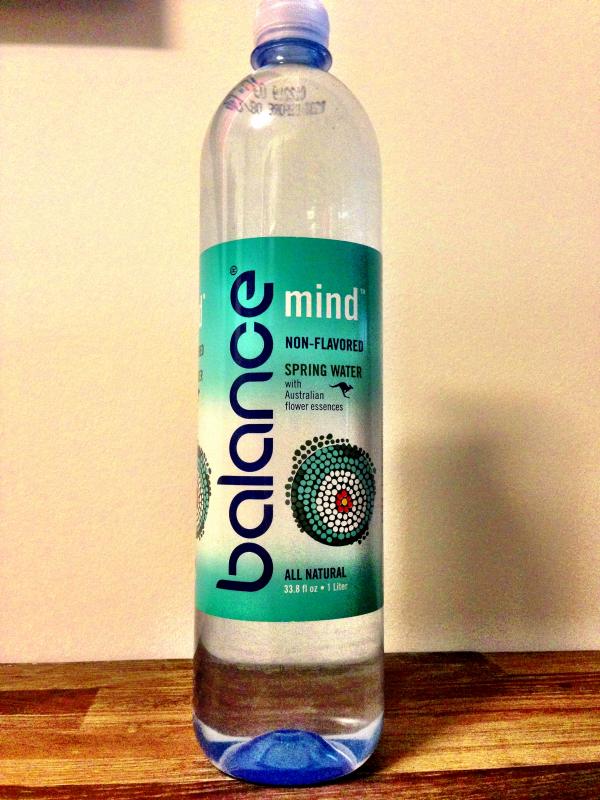 balance®
mind™
NON-FLAVORED
SPRING WATER
with
Australian
flower essences
ALL NATURAL
33.8 fl oz • 1 Liter